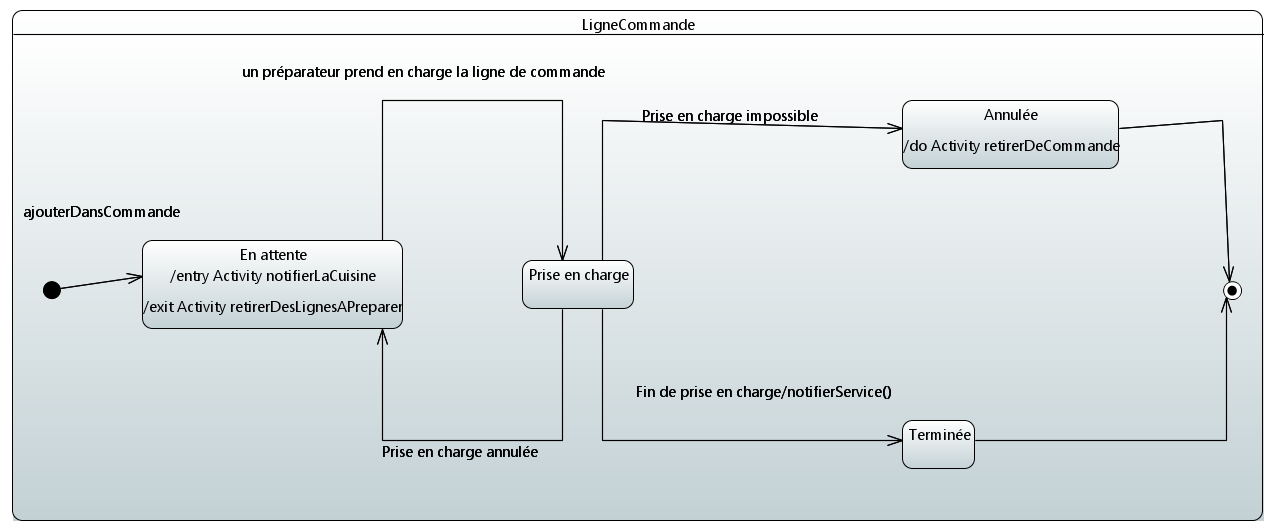 LigneCommande
un préparateur prend en charge la ligne de commande
Prise en charge impossible
Annulée
/do Activity retirerDeCommande
ajouterDansCommande
En attente
/entry Activity notifierLaCuisine
/exit Activity retirerDesLignesAPreparer
Prise en charge
Fin de prise en charge/notifierService()
Terminée
Prise en charge annulée